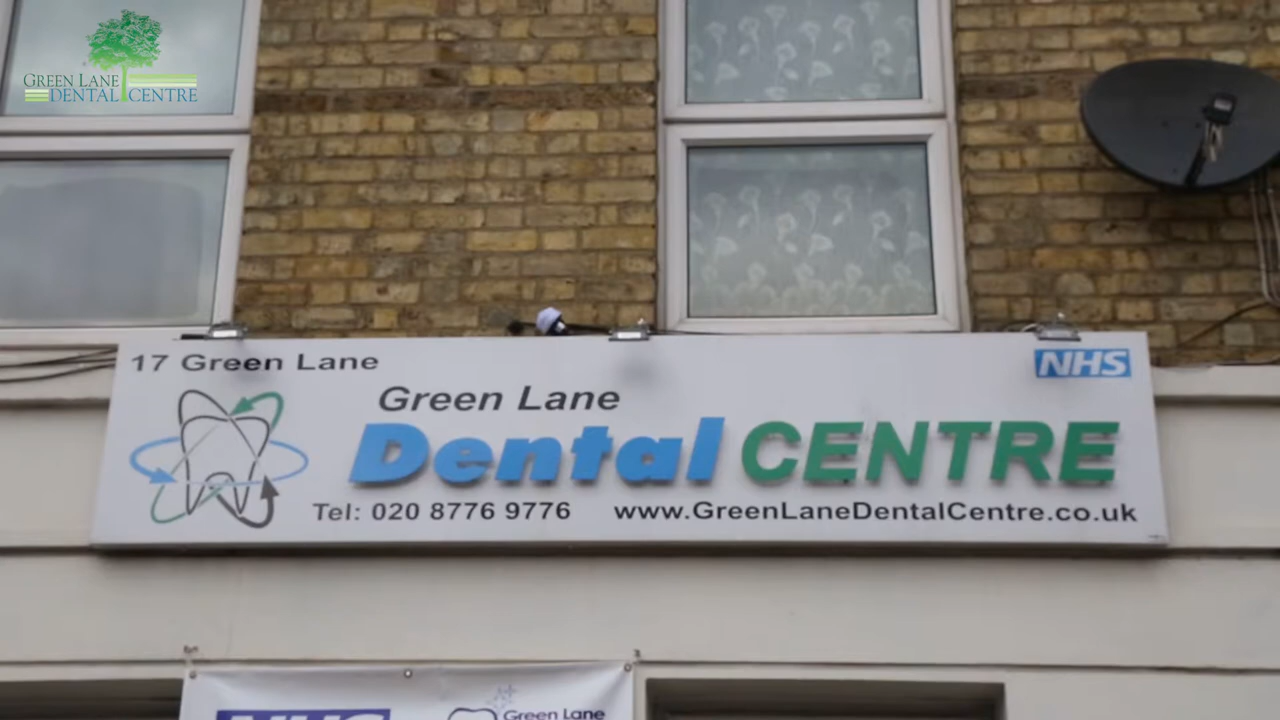 GREEN LANE
DENTAL CENTRE
17 Green Lane
NHS
Green Lane
Dental CENTRE
Tel: 020 8776 9776 www.GreenLaneDentalCentre.co.uk
NHS
Green Lane